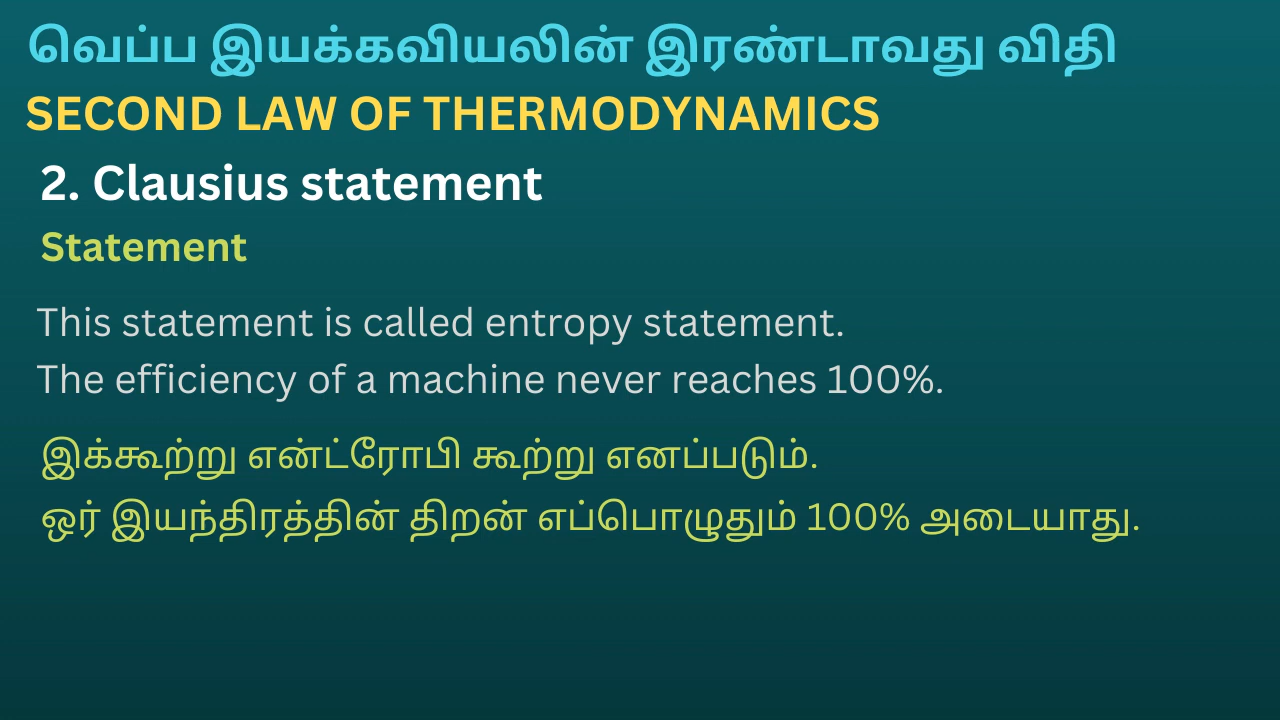 வெப்ப இயக்கவியலின் இரண்டாவது விதி
SECOND LAW OF THERMODYNAMICS
2. Clausius statement
Statement
This statement is called entropy statement.
The efficiency of a machine never reaches 100%.
இக்கூற்று என்ட்ரோபி கூற்று எனப்படும்.
ஒர் இயந்திரத்தின் திறன் எப்பொழுதும் 100% அடையாது.